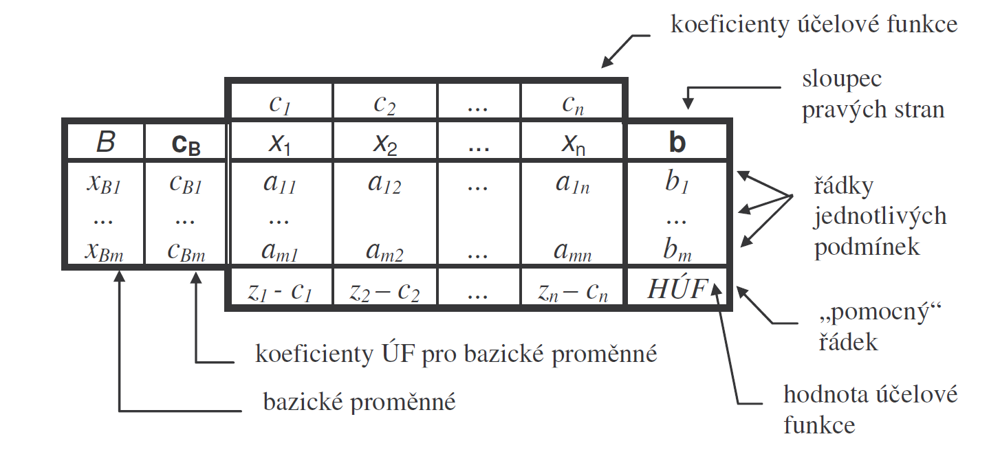 koeficienty účelové funkce
sloupec
pravých stran
c1 c2 ... cn
B cB x1 x2 ... xn b
xB1 cB1 a11 a12 ... a1n b1
... ... ... ...
xBm cBm am1 am2 ... amn bm
z1 - c1 z2 – c2 ... zn – cn HÚF
řádky
jednotlivých
podmínek
„pomocný“
řádek
koeficienty ÚF pro bazické proměnné
bazické proměnné
hodnota účelové
funkce